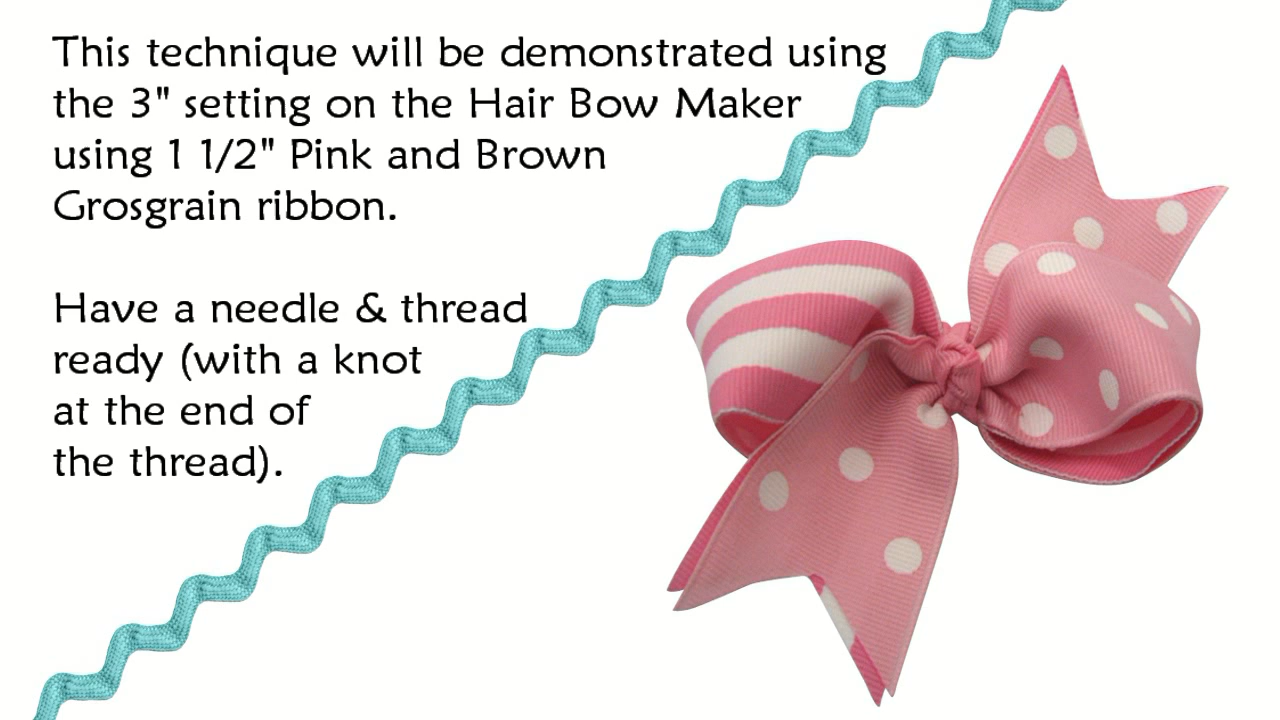 This technique will be demonstrated using
the 3" setting on the Hair Bow Maker
using 1 1/2" Pink and Brown
Grosgrain ribbon.
Have a needle & thread
ready (with a knot
at the end of
the thread).